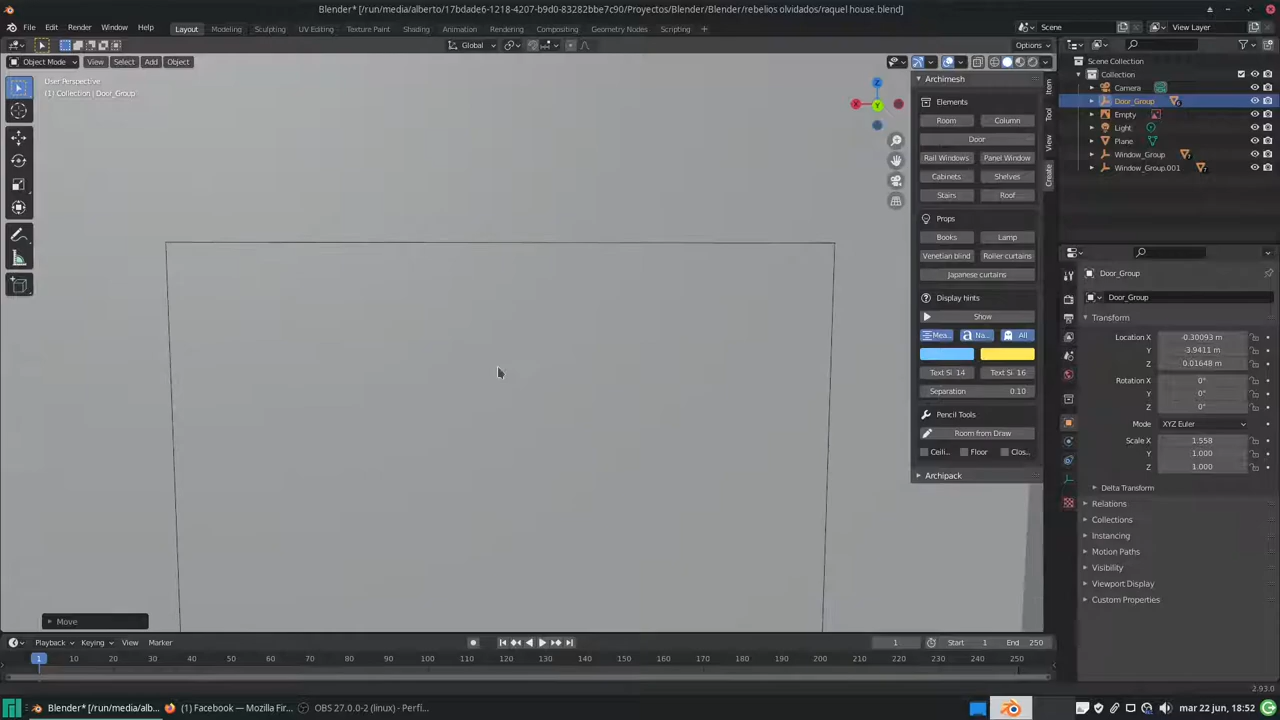 Blender* [/run/media/alberto/17bdade6-1218-4207-b9d0-83282bbe7c90/Proyectos/Blender/Blender/rebelios olvidados/raquel house.blend]
File Edit Render Window Help Layout Modeling Sculpting UV Editing Texture Paint Shading Animation Rendering Compositing Geometry Nodes Scripting Scene View Layer
Global Options
Object Mode View Select Add Object
User Perspective
(1) Collection | Door_Group
Z
Y
X
Archimesh
Elements
Room Column
Door
Rail Windows Panel Window
Cabinets Shelves
Stairs Roof
Props
Books Lamp
Venetian blind Roller curtains
Japanese curtains
Display hints
Show
Mea... Na... All
Text Si 14 Text Si 16
Separation 0.10
Pencil Tools
Room from Draw
Ceili.. Floor Clos..
Archipack
Item
Tool
View
Create
Scene Collection
Collection
Camera
Door_Group
Empty
Light
Plane
Window_Group
Window_Group.001
Door_Group
Door_Group
Transform
Location X -0.30093 m
Y -3.9411 m
Z 0.01648 m
Rotation X 0°
Y 0°
Z 0°
Mode XYZ Euler
Scale X 1.558
Y 1.000
Z 1.000
Delta Transform
Relations
Collections
Instancing
Motion Paths
Visibility
Viewport Display
Custom Properties
Move
Playback Keying View Marker 1 Start 1 End 250
1 10 20 30 40 50 60 70 80 90 100 110 120 130 140 150 160 170 180 190 200 210 220 230 240 250
2.93.0
Blender* [/run/media/alb... (1) Facebook — Mozilla Fir... OBS 27.0.0-2 (linux) - Perfi... mar 22 jun, 18:52